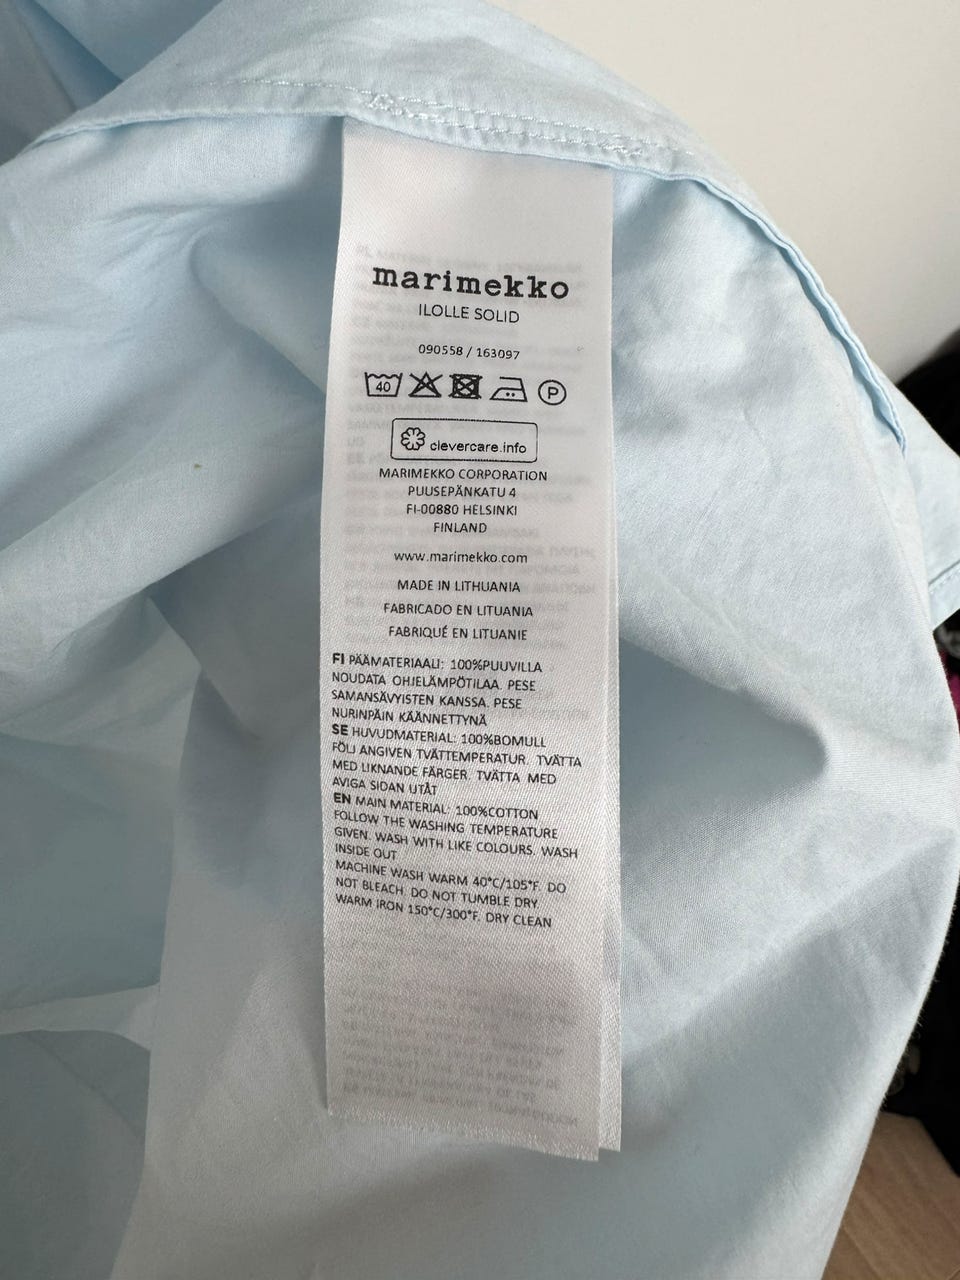 marimekko
ILOLLE SOLID
090558 / 163097
40
P
clevercare.info
MARIMEKKO CORPORATION
PUUSEPÄNKATU 4
FI-00880 HELSINKI
FINLAND
www.marimekko.com
MADE IN LITHUANIA
FABRICADO EN LITUANIA
FABRIQUÉ EN LITUANIE
FI PÄÄMATERIAALI: 100%PUUVILLA
NOUDATA OHJELÄMPÖTILAA. PESE
SAMANSÄVYISTEN KANSSA. PESE
NURINPÄIN KÄÄNNETTYNÄ
SE HUVUDMATERIAL: 100%BOMULL
FÖLJ ANGIVEN TVÄTTEMPERATUR. TVÄTTA
MED LIKNANDE FÄRGER. TVÄTTA MED
AVIGA SIDAN UTÅT
EN MAIN MATERIAL: 100%COTTON
FOLLOW THE WASHING TEMPERATURE
GIVEN. WASH WITH LIKE COLOURS. WASH
INSIDE OUT
MACHINE WASH WARM 40°C/105°F. DO
NOT BLEACH. DO NOT TUMBLE DRY.
WARM IRON 150°C/300°F. DRY CLEAN